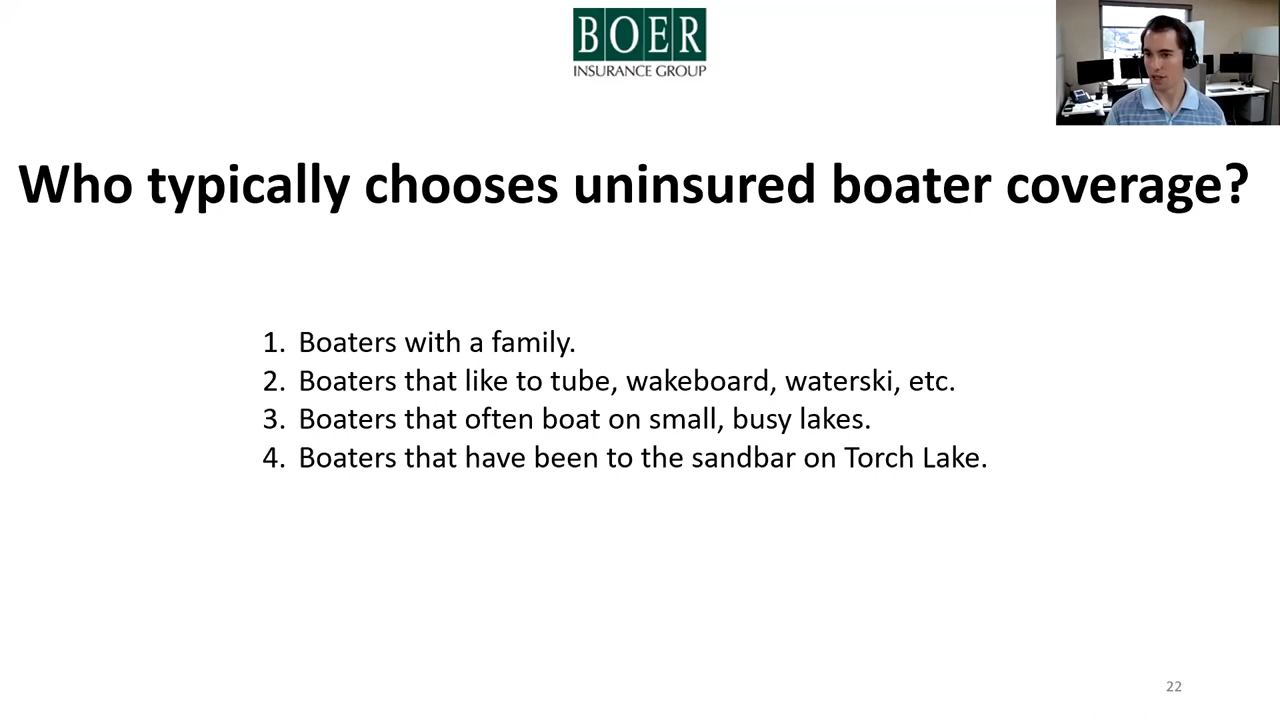 BOER
INSURANCE GROUP
Who typically chooses uninsured boater coverage?
1. Boaters with a family.
2. Boaters that like to tube, wakeboard, waterski, etc.
3. Boaters that often boat on small, busy lakes.
4. Boaters that have been to the sandbar on Torch Lake.
22